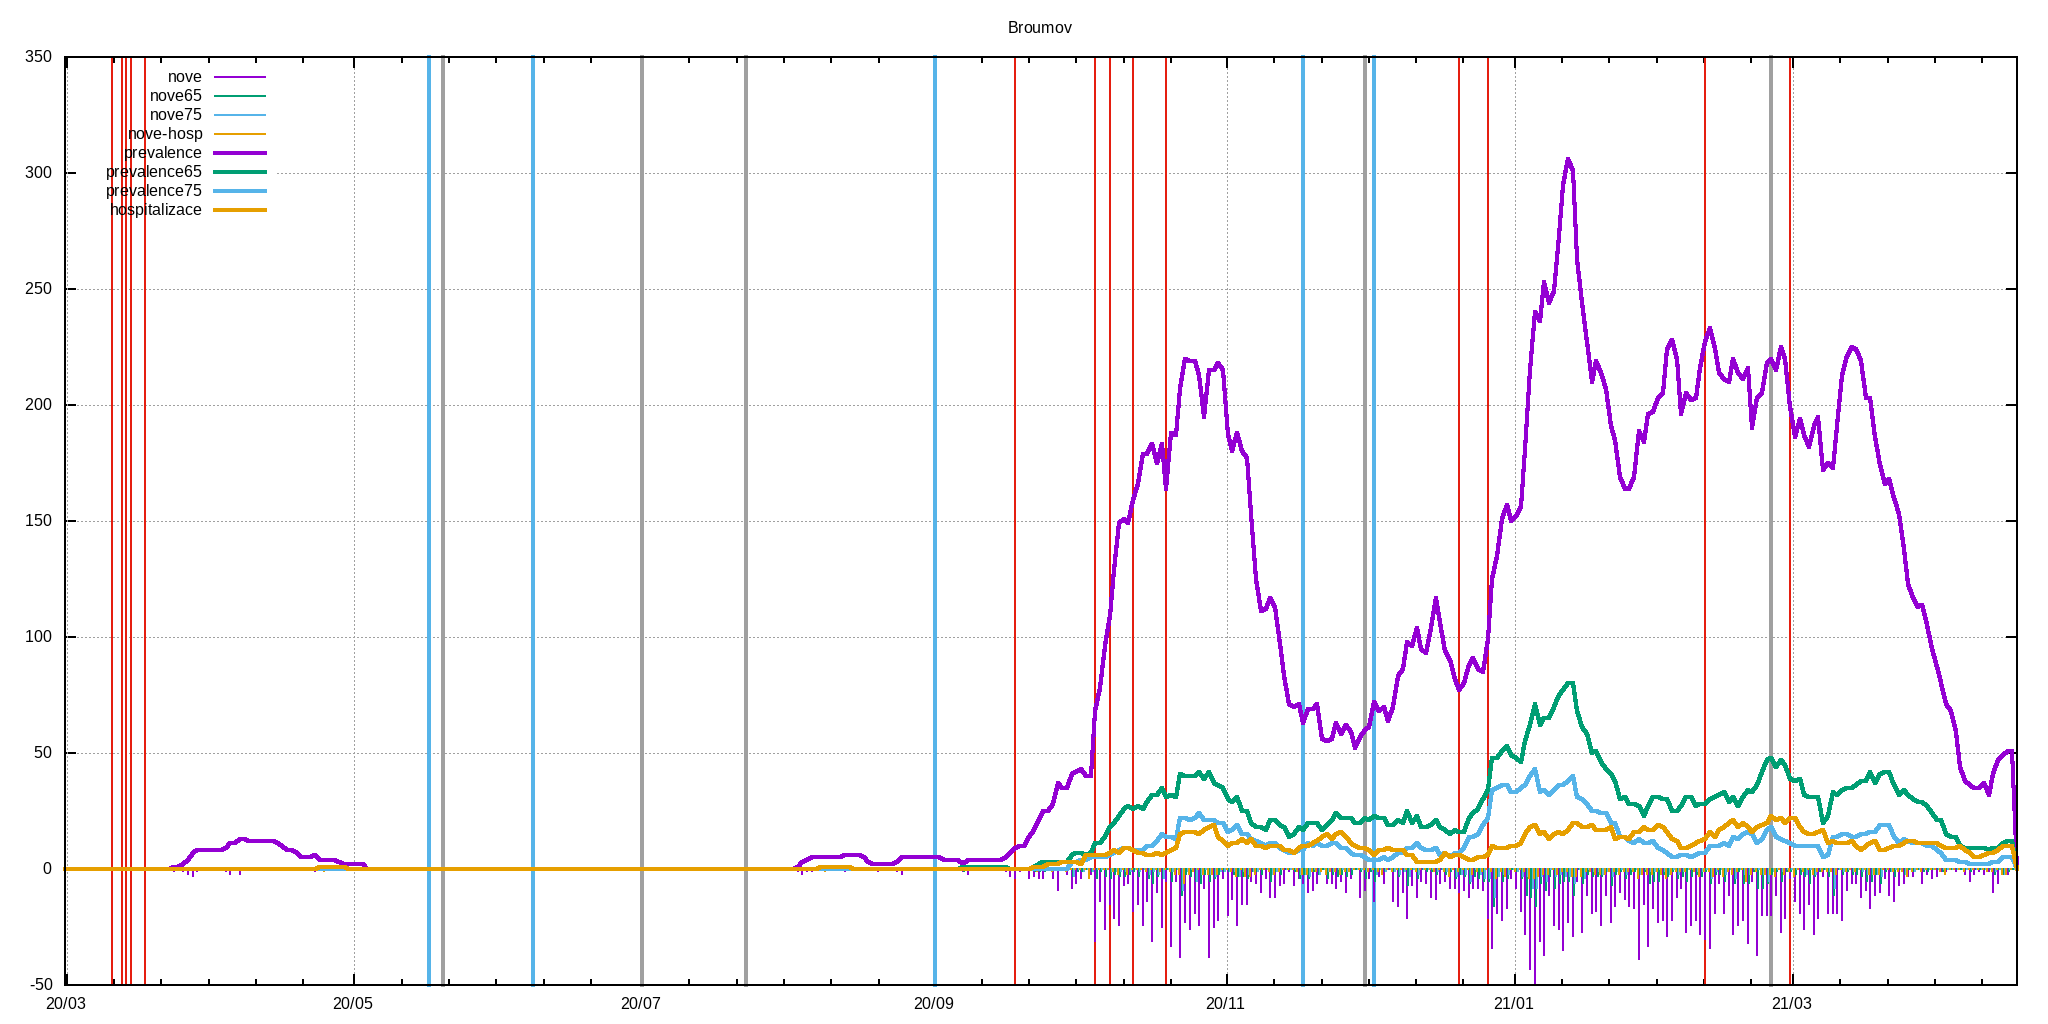 Broumov
350
300
250
200
150
100
50
0
-50
nove
nove65
nove75
nove-hosp
prevalence
prevalence65
prevalence75
hospitalizace
20/03 20/05 20/07 20/09 20/11 21/01 21/03